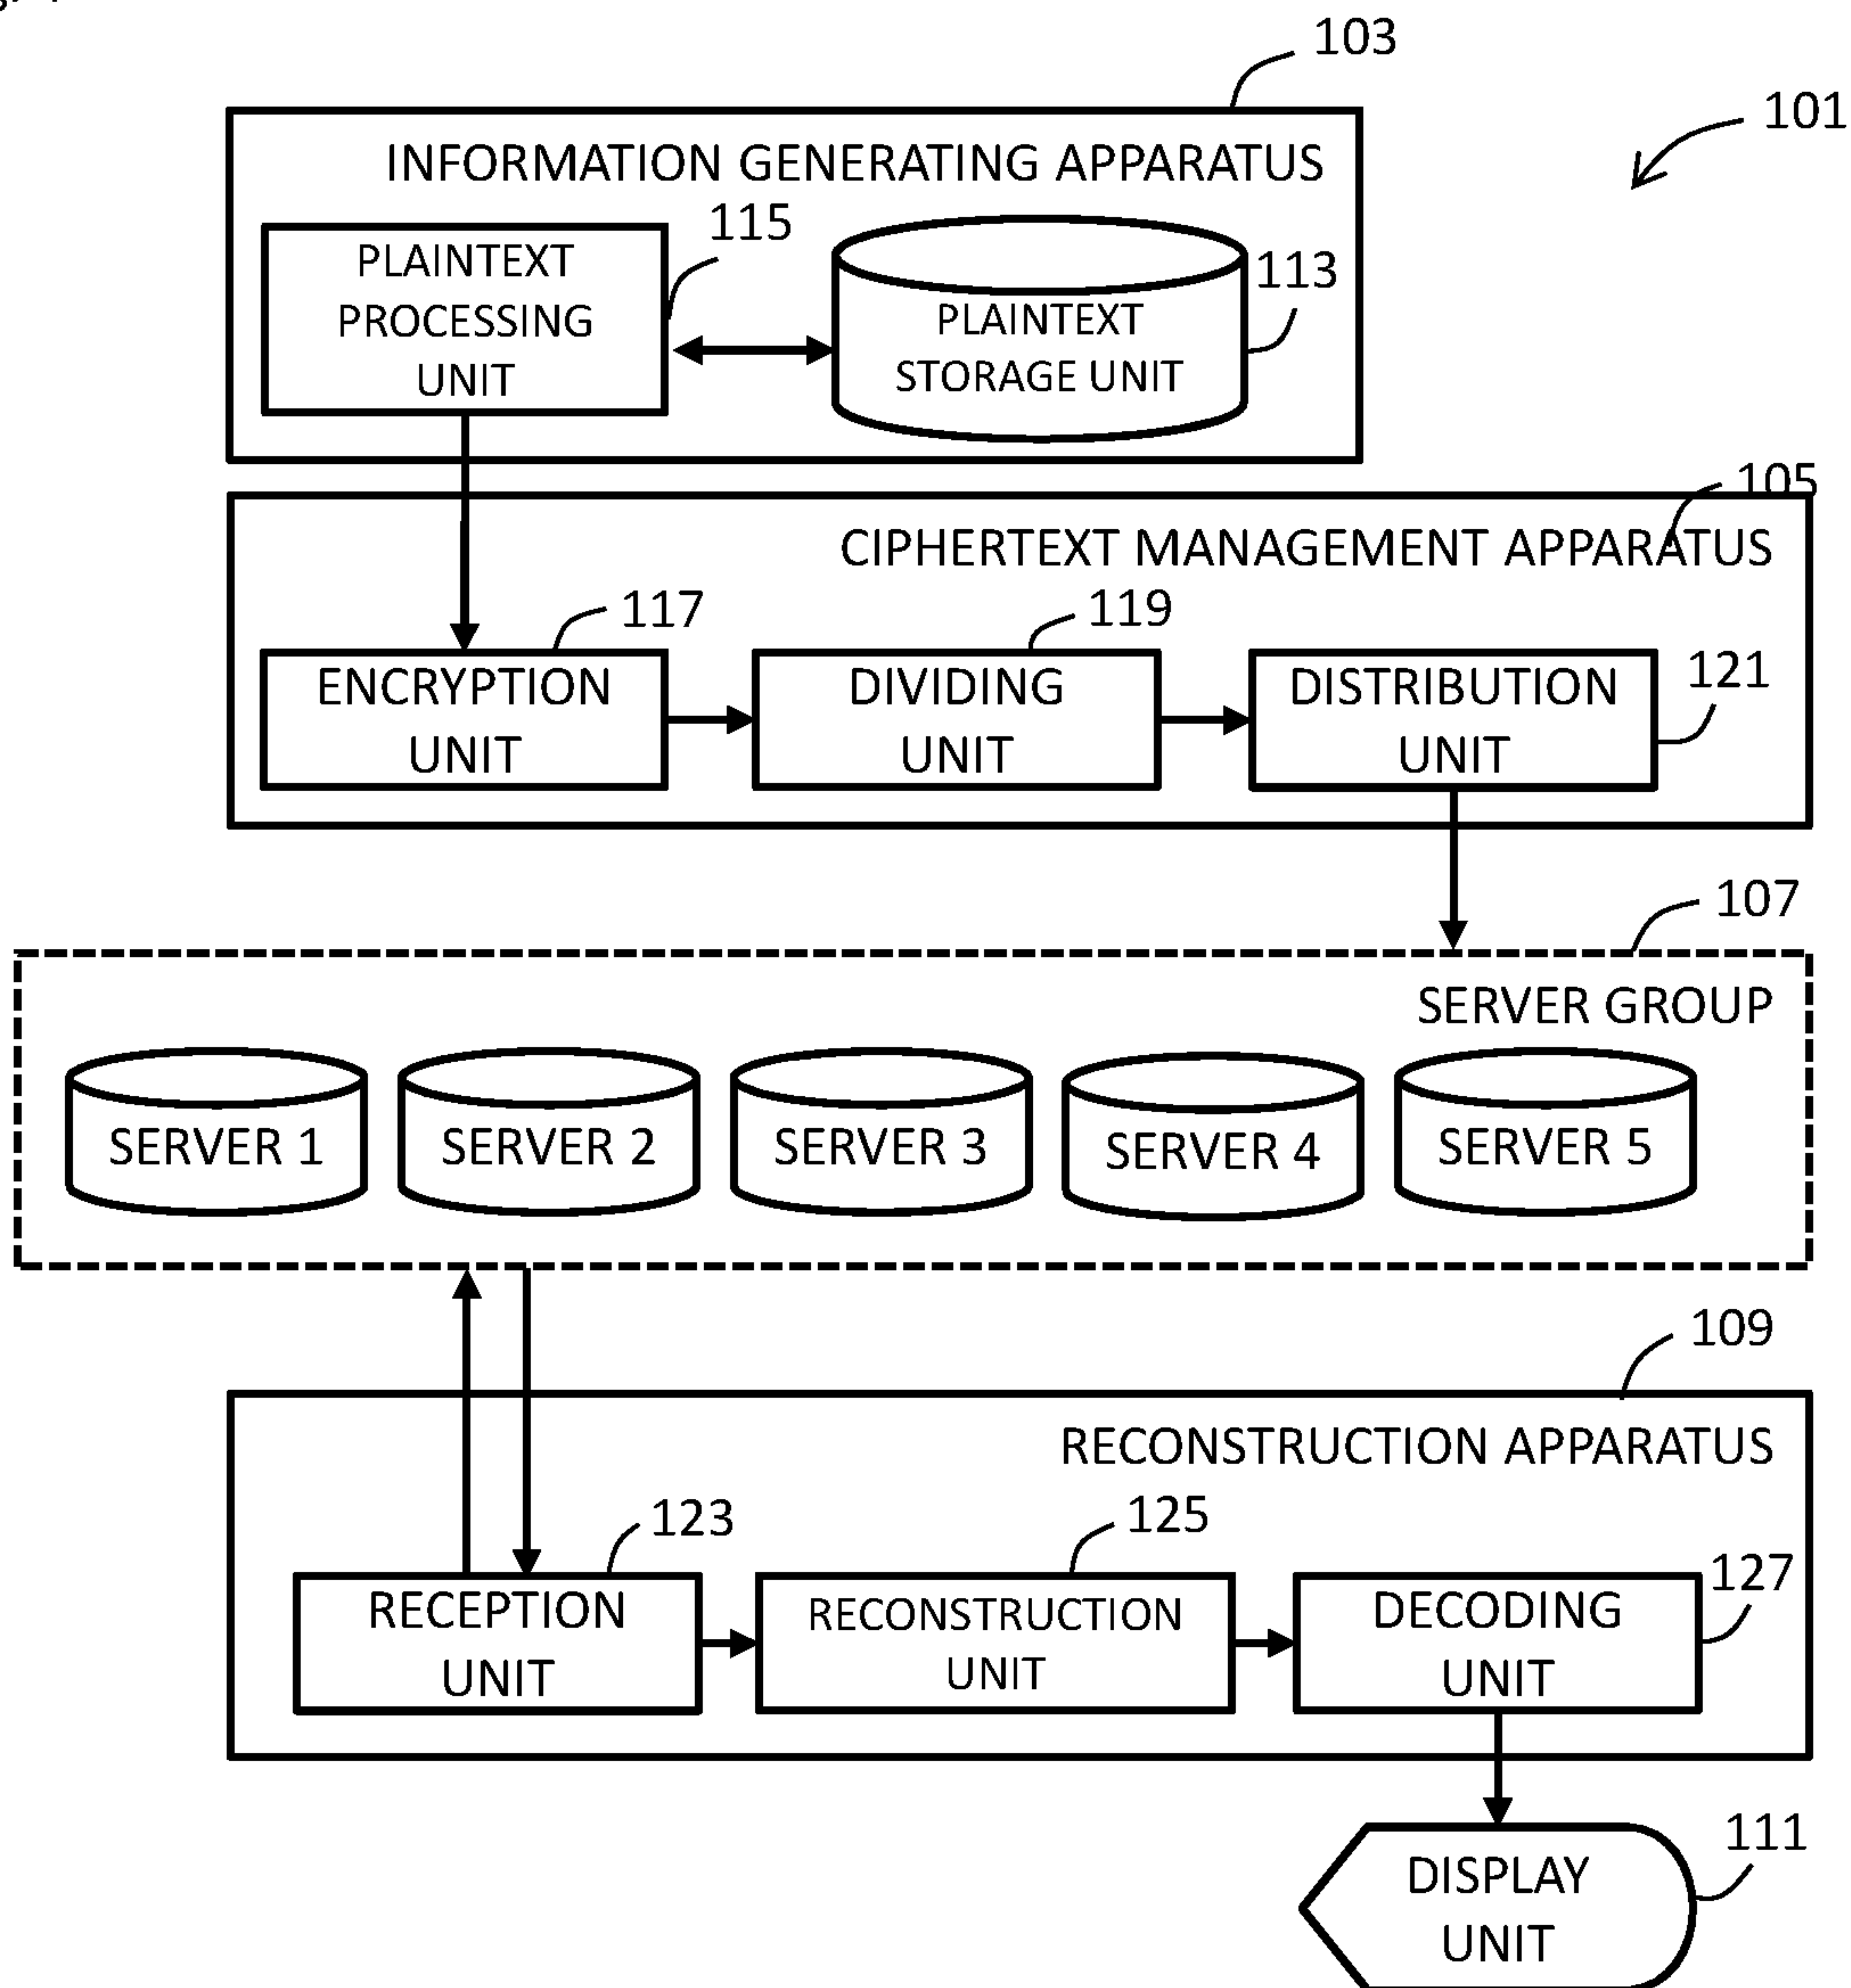 103
101
INFORMATION GENERATING APPARATUS
115
PLAINTEXT
PROCESSING
UNIT
113
PLAINTEXT
STORAGE UNIT
105
CIPHERTEXT MANAGEMENT APPARATUS
117
119
121
ENCRYPTION
UNIT
DIVIDING
UNIT
DISTRIBUTION
UNIT
107
SERVER GROUP
SERVER 1
SERVER 2
SERVER 3
SERVER 4
SERVER 5
109
RECONSTRUCTION APPARATUS
123
125
127
RECEPTION
UNIT
RECONSTRUCTION
UNIT
DECODING
UNIT
111
DISPLAY
UNIT